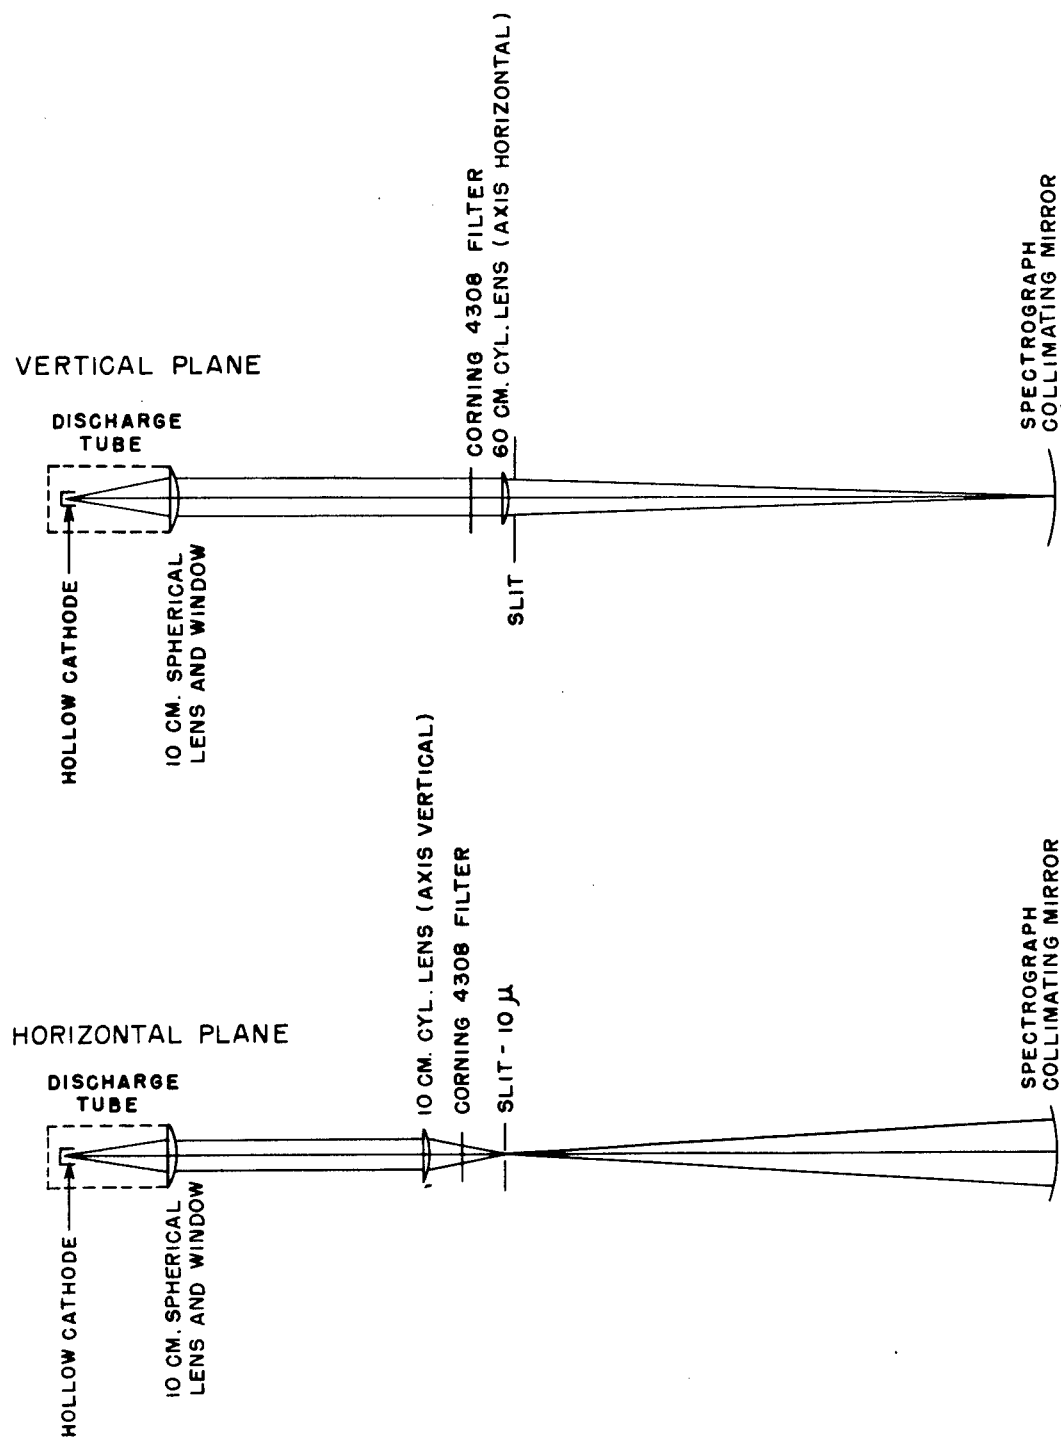 VERTICAL PLANE
DISCHARGE
TUBE
HOLLOW CATHODE
10 CM. SPHERICAL
LENS AND WINDOW
CORNING 4308 FILTER
60 CM. CYL. LENS (AXIS HORIZONTAL)
SLIT
SPECTROGRAPH
COLLIMATING MIRROR
HORIZONTAL PLANE
DISCHARGE
TUBE
HOLLOW CATHODE
10 CM. SPHERICAL
LENS AND WINDOW
10 CM. CYL. LENS (AXIS VERTICAL)
CORNING 4308 FILTER
SLIT - 10 μ
SPECTROGRAPH
COLLIMATING MIRROR